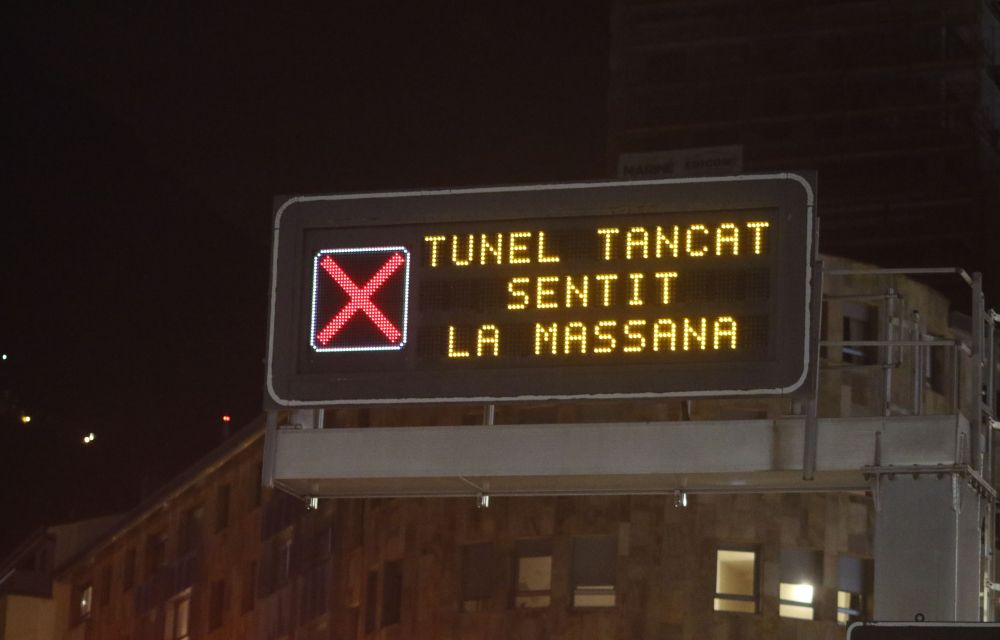 TUNEL TANCAT
SENTIT
LA MASSANA